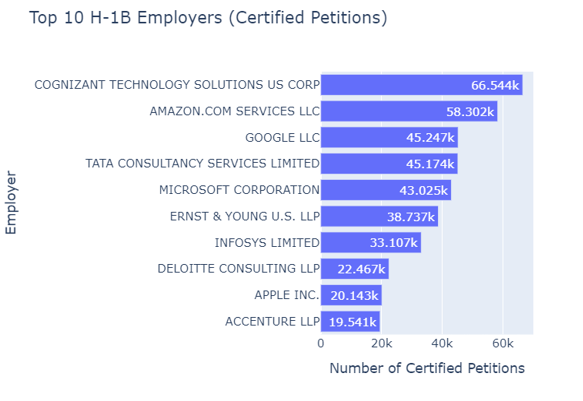 Top 10 H-1B Employers (Certified Petitions)
Employer
COGNIZANT TECHNOLOGY SOLUTIONS US CORP 66.544k
AMAZON.COM SERVICES LLC 58.302k
GOOGLE LLC 45.247k
TATA CONSULTANCY SERVICES LIMITED 45.174k
MICROSOFT CORPORATION 43.025k
ERNST & YOUNG U.S. LLP 38.737k
INFOSYS LIMITED 33.107k
DELOITTE CONSULTING LLP 22.467k
APPLE INC. 20.143k
ACCENTURE LLP 19.541k
0 20k 40k 60k
Number of Certified Petitions